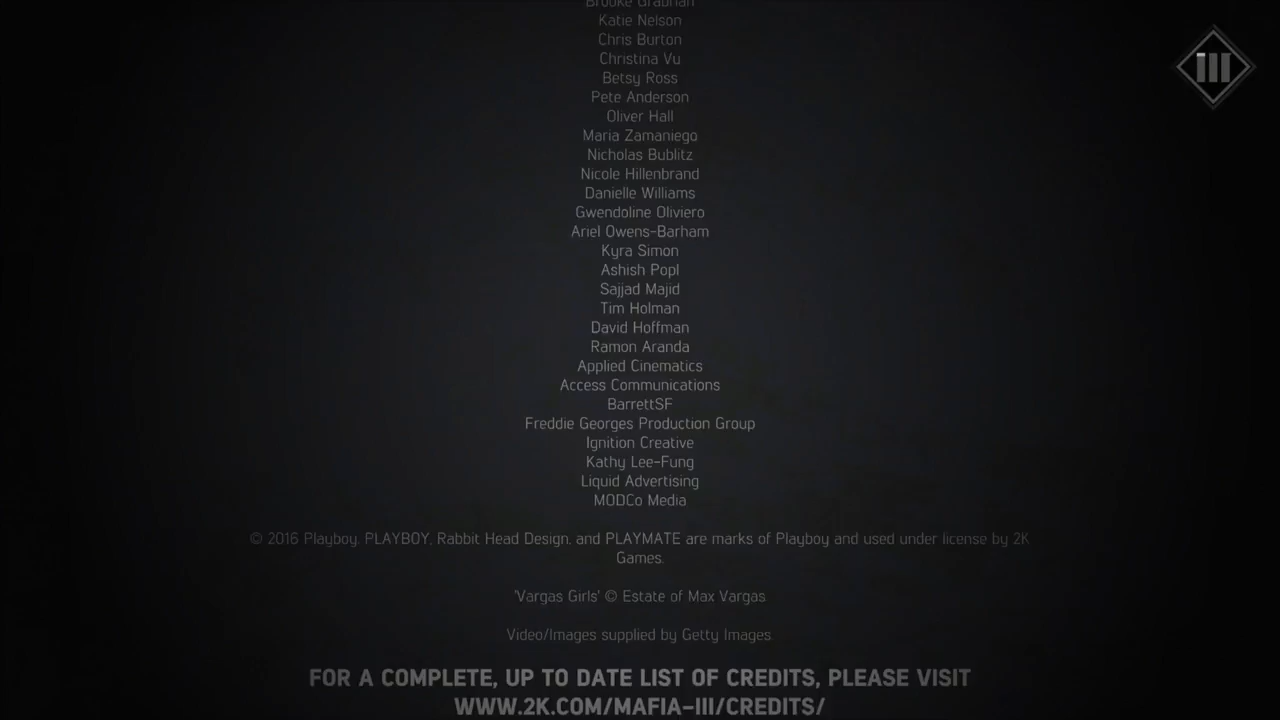 Brooke Grabrian
Katie Nelson
Chris Burton
Christina Vu
Betsy Ross
Pete Anderson
Oliver Hall
Maria Zamaniego
Nicholas Bublitz
Nicole Hillenbrand
Danielle Williams
Gwendoline Oliviero
Ariel Owens-Barham
Kyra Simon
Ashish Popl
Sajjad Majid
Tim Holman
David Hoffman
Ramon Aranda
Applied Cinematics
Access Communications
BarrettSF
Freddie Georges Production Group
Ignition Creative
Kathy Lee-Fung
Liquid Advertising
MODCo Media
© 2016 Playboy. PLAYBOY, Rabbit Head Design, and PLAYMATE are marks of Playboy and used under license by 2K
Games.
'Vargas Girls' © Estate of Max Vargas
Video/Images supplied by Getty Images
FOR A COMPLETE, UP TO DATE LIST OF CREDITS, PLEASE VISIT
WWW.2K.COM/MAFIA-III/CREDITS/
III